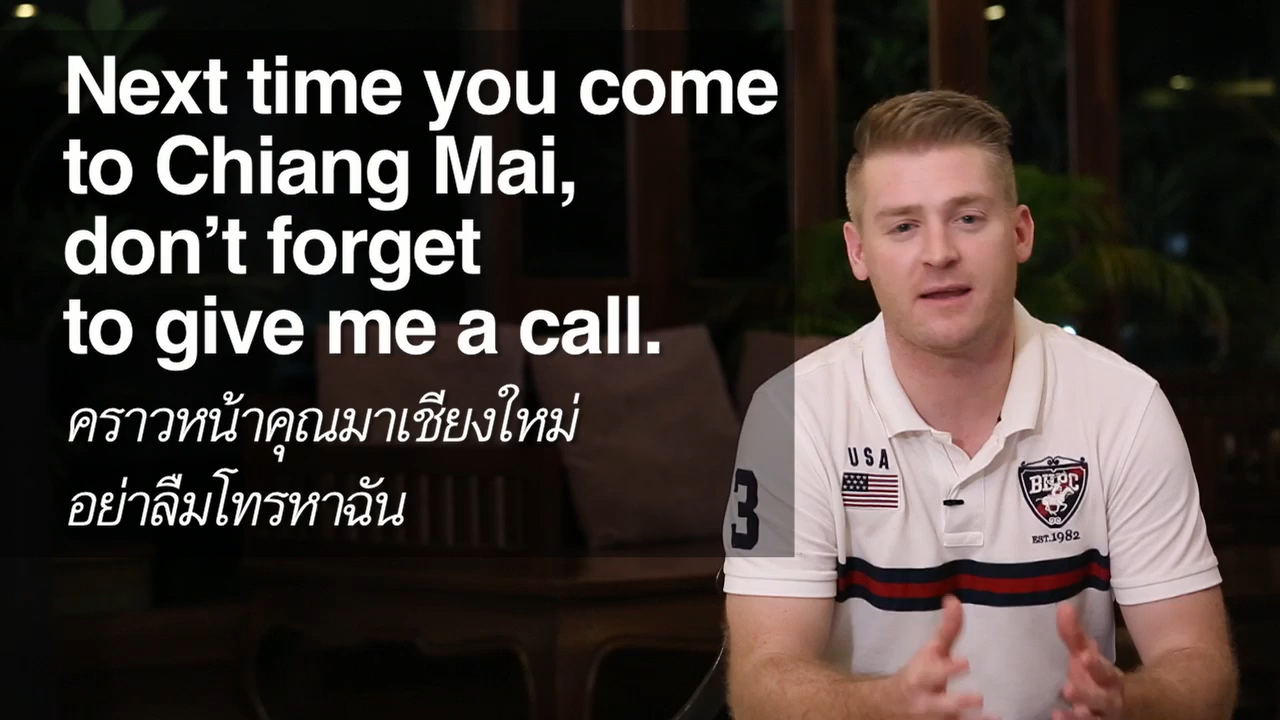 Next time you come
to Chiang Mai,
don’t forget
to give me a call.
คราวหน้าคุณมาเชียงใหม่
อย่าลืมโทรหาฉัน
USA
3
BHPC
EST.1982